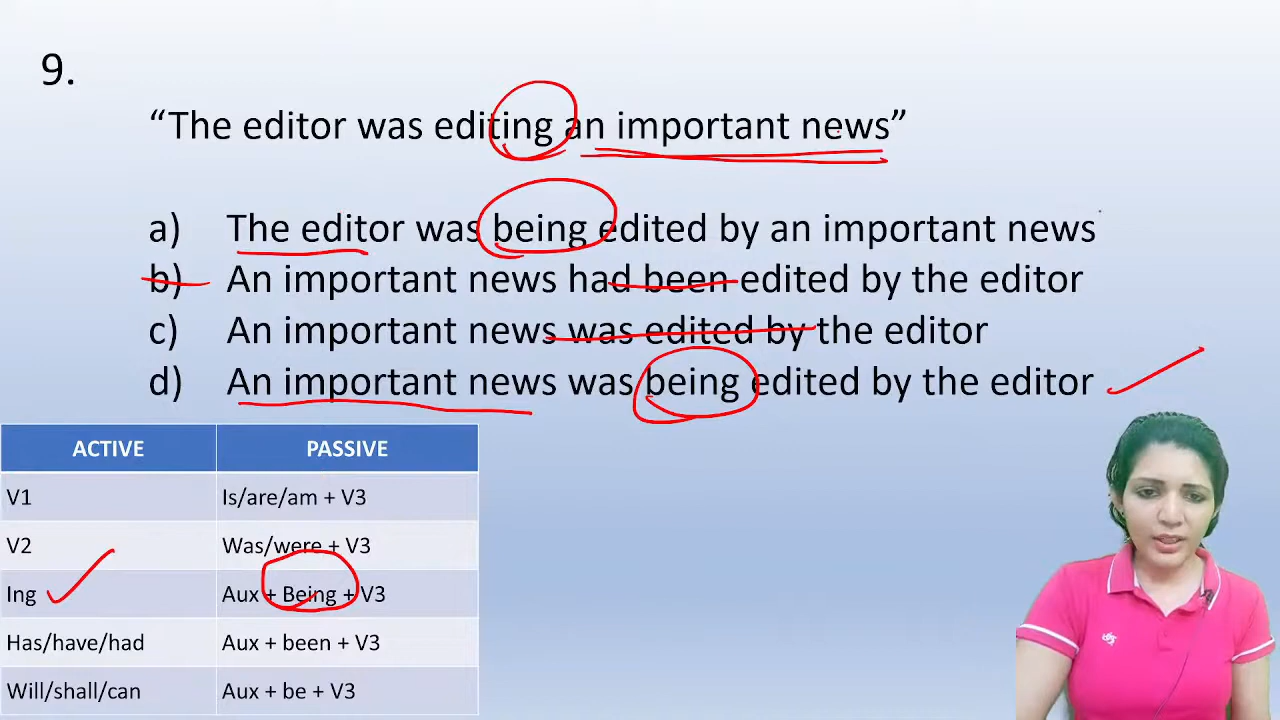 9.
“The editor was editing an important news”
a) The editor was being edited by an important news
b) An important news had been edited by the editor
c) An important news was edited by the editor
d) An important news was being edited by the editor
ACTIVE PASSIVE
V1 Is/are/am + V3
V2 Was/were + V3
Ing Aux + Being + V3
Has/have/had Aux + been + V3
Will/shall/can Aux + be + V3